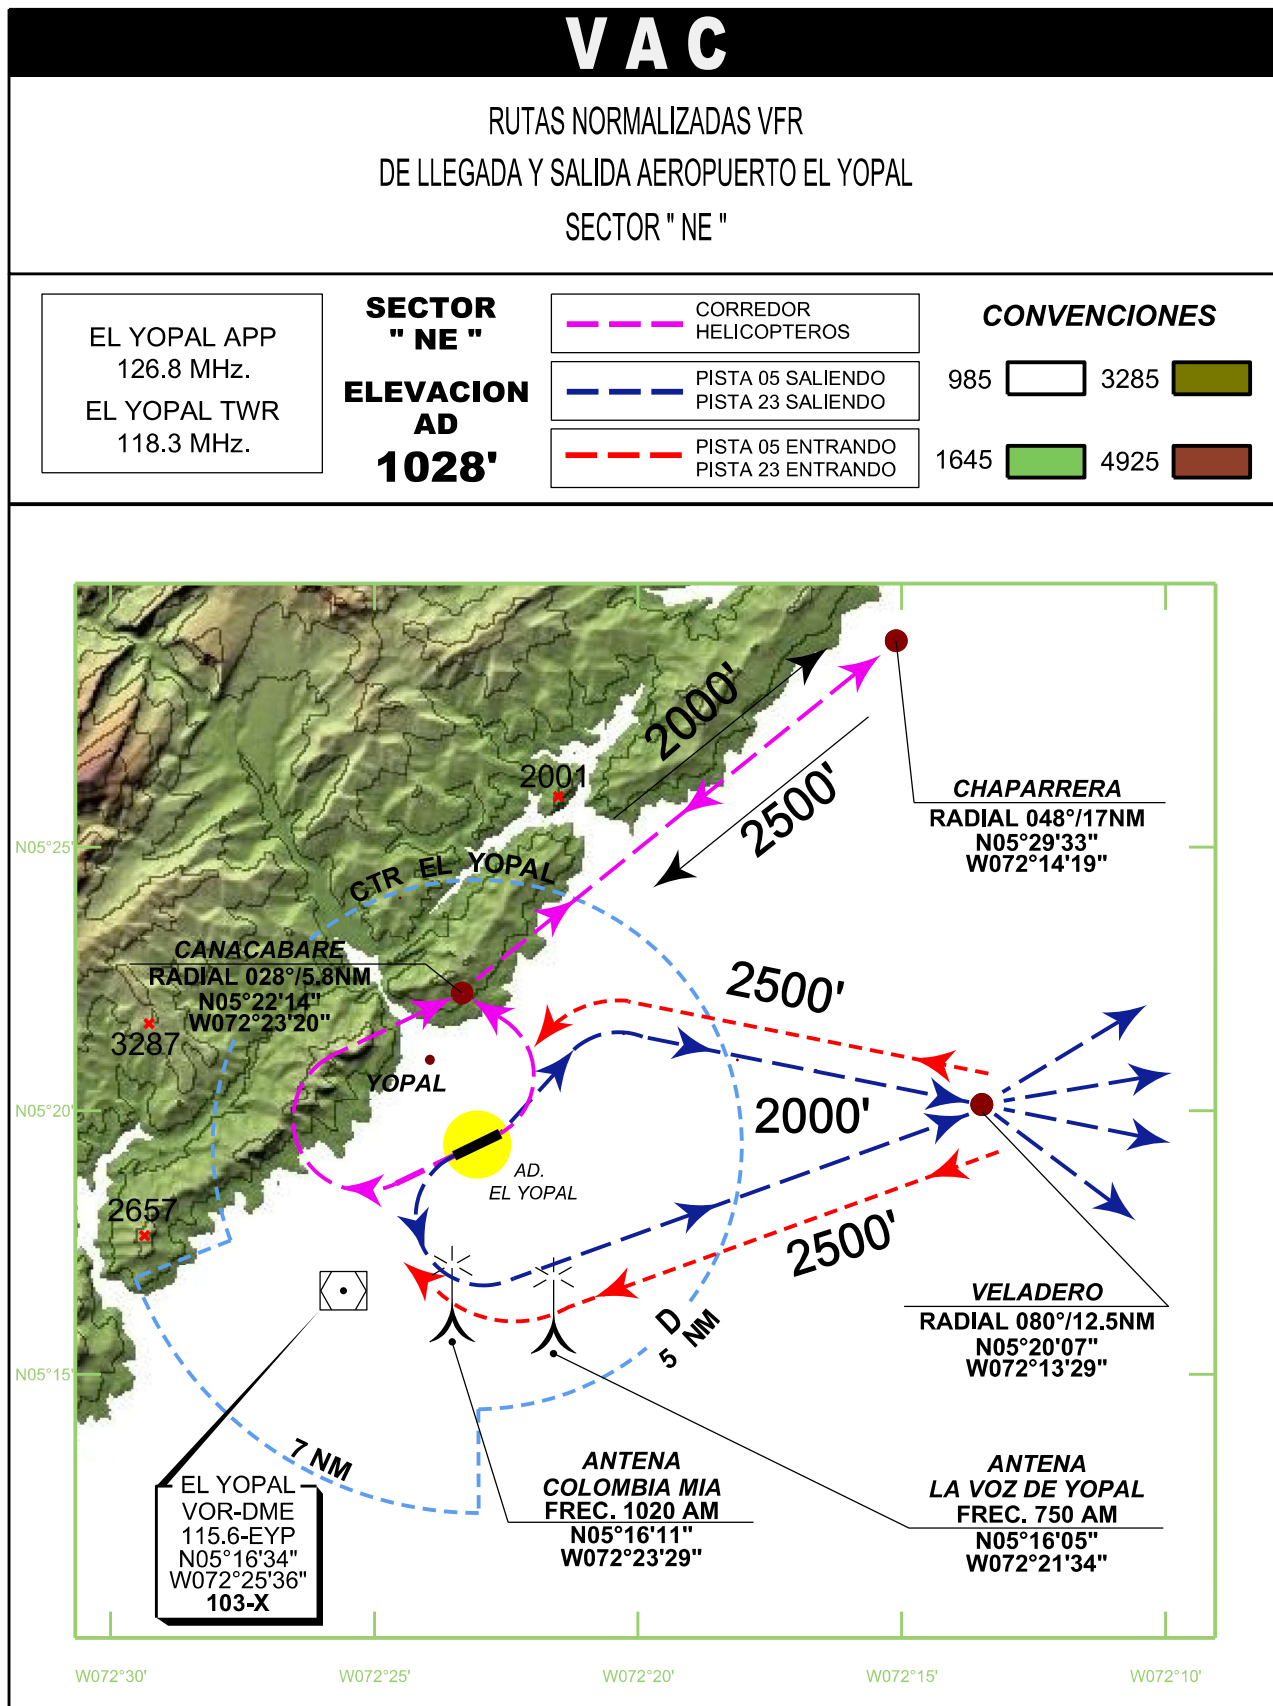 VAC
RUTAS NORMALIZADAS VFR
DE LLEGADA Y SALIDA AEROPUERTO EL YOPAL
SECTOR " NE "
EL YOPAL APP
126.8 MHz.
EL YOPAL TWR
118.3 MHz.
SECTOR
" NE "
ELEVACION
AD
1028'
CORREDOR
HELICOPTEROS
PISTA 05 SALIENDO
PISTA 23 SALIENDO
PISTA 05 ENTRANDO
PISTA 23 ENTRANDO
CONVENCIONES
985
3285
1645
4925
2000'
2001
2500'
CHAPARRERA
RADIAL 048°/17NM
N05°29'33"
W072°14'19"
N05°25'
CTR EL YOPAL
CANACABARE
RADIAL 028°/5.8NM
N05°22'14"
W072°23'20"
3287
2500'
YOPAL
N05°20'
2000'
AD.
EL YOPAL
2657
2500'
VELADERO
RADIAL 080°/12.5NM
N05°20'07"
W072°13'29"
D
5 NM
N05°15'
7 NM
EL YOPAL
VOR-DME
115.6-EYP
N05°16'34"
W072°25'36"
103-X
ANTENA
COLOMBIA MIA
FREC. 1020 AM
N05°16'11"
W072°23'29"
ANTENA
LA VOZ DE YOPAL
FREC. 750 AM
N05°16'05"
W072°21'34"
W072°30'
W072°25'
W072°20'
W072°15'
W072°10'